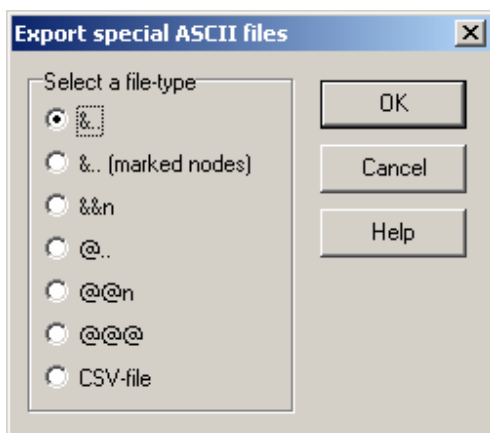 Export special ASCII files
Select a file-type
&..
&.. (marked nodes)
&&n
@..
@@n
@@@
CSV-file
OK
Cancel
Help